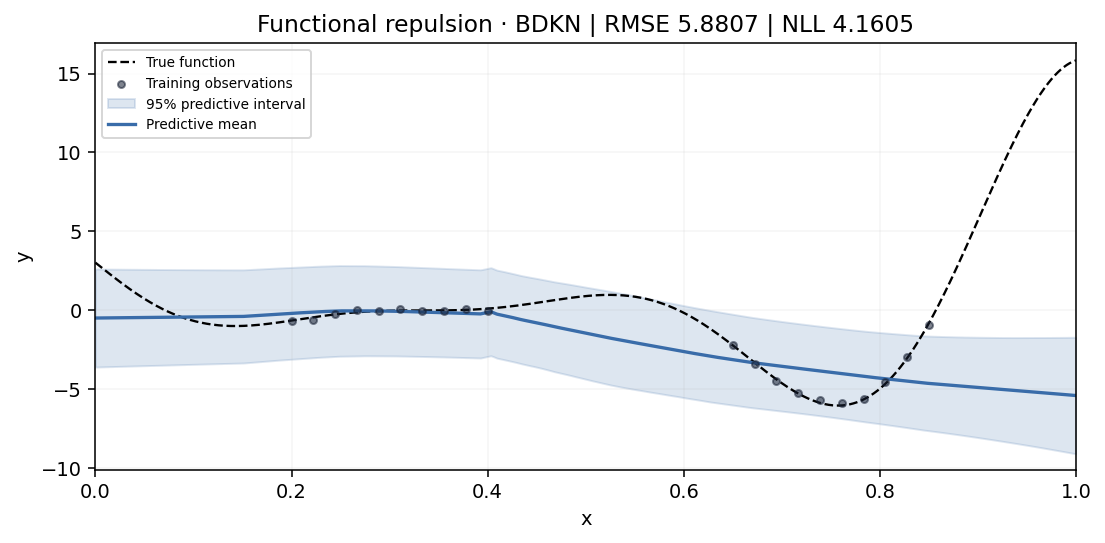 Functional repulsion · BDKN | RMSE 5.8807 | NLL 4.1605
True function
Training observations
95% predictive interval
Predictive mean
15
10
5
0
−5
−10
y
0.0 0.2 0.4 0.6 0.8 1.0
x